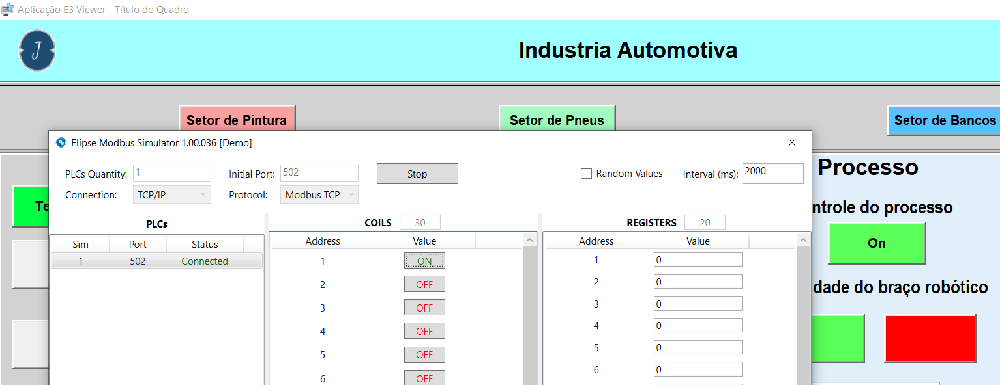 Aplicação E3 Viewer - Título do Quadro
J
Industria Automotiva
Setor de Pintura
Setor de Pneus
Setor de Bancos
Elipse Modbus Simulator 1.00.036 [Demo]
PLCs Quantity: 1
Initial Port: 502
Stop
Random Values
Interval (ms): 2000
Connection: TCP/IP
Protocol: Modbus TCP
PLCs
COILS 30
REGISTERS 20
Sim Port Status
1 502 Connected
Address Value
1 ON
2 OFF
3 OFF
4 OFF
5 OFF
6 OFF
Address Value
1 0
2 0
3 0
4 0
5 0
6 0
Te
Processo
ntrole do processo
On
dade do braço robótico